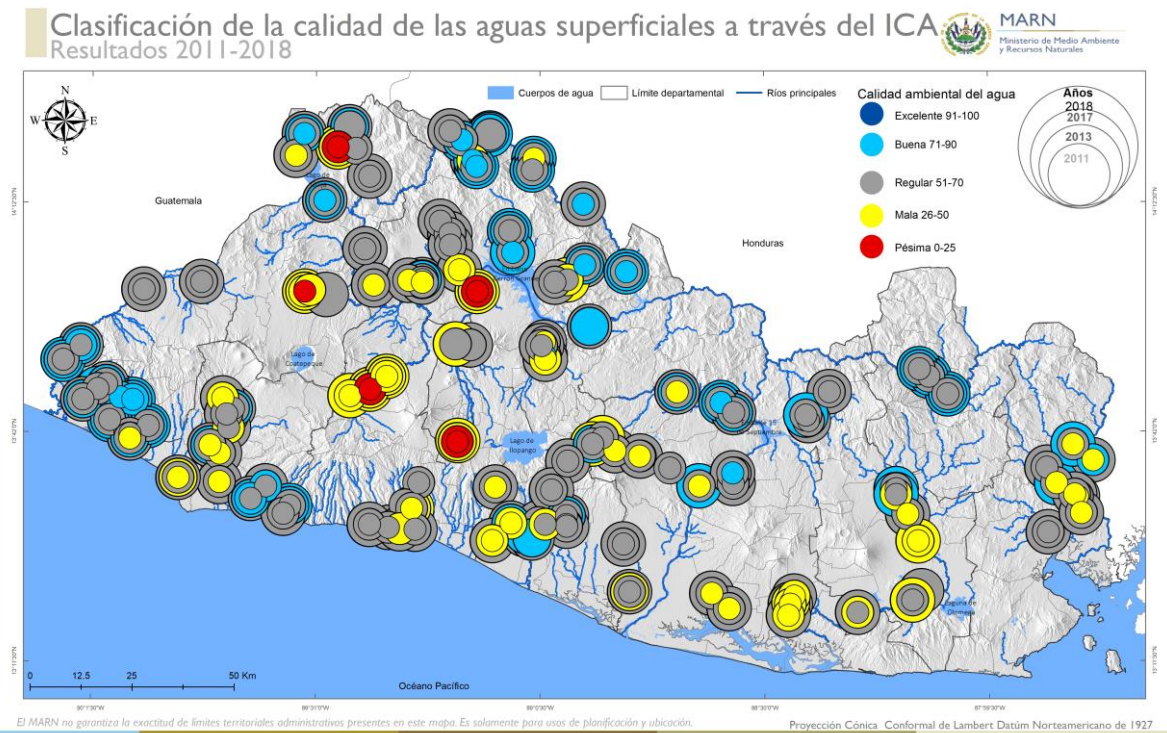 Clasificación de la calidad de las aguas superficiales a través del ICA
Resultados 2011-2018
MARN
Ministerio de Medio Ambiente
y Recursos Naturales
N
W
E
S
Cuerpos de agua
Límite departamental
Ríos principales
Calidad ambiental del agua
Excelente 91-100
Buena 71-90
Regular 51-70
Mala 26-50
Pésima 0-25
Años
2018
2017
2013
2011
Guatemala
Honduras
Lago de
Lago de
Coatepeque
Lago de
Ilopango
Laguna de
Olomega
Océano Pacífico
0 12.5 25 50 Km
El MARN no garantiza la exactitud de límites territoriales administrativos presentes en este mapa. Es solamente para usos de planificación y ubicación.
Proyección Cónica Conformal de Lambert Datúm Norteamericano de 1927